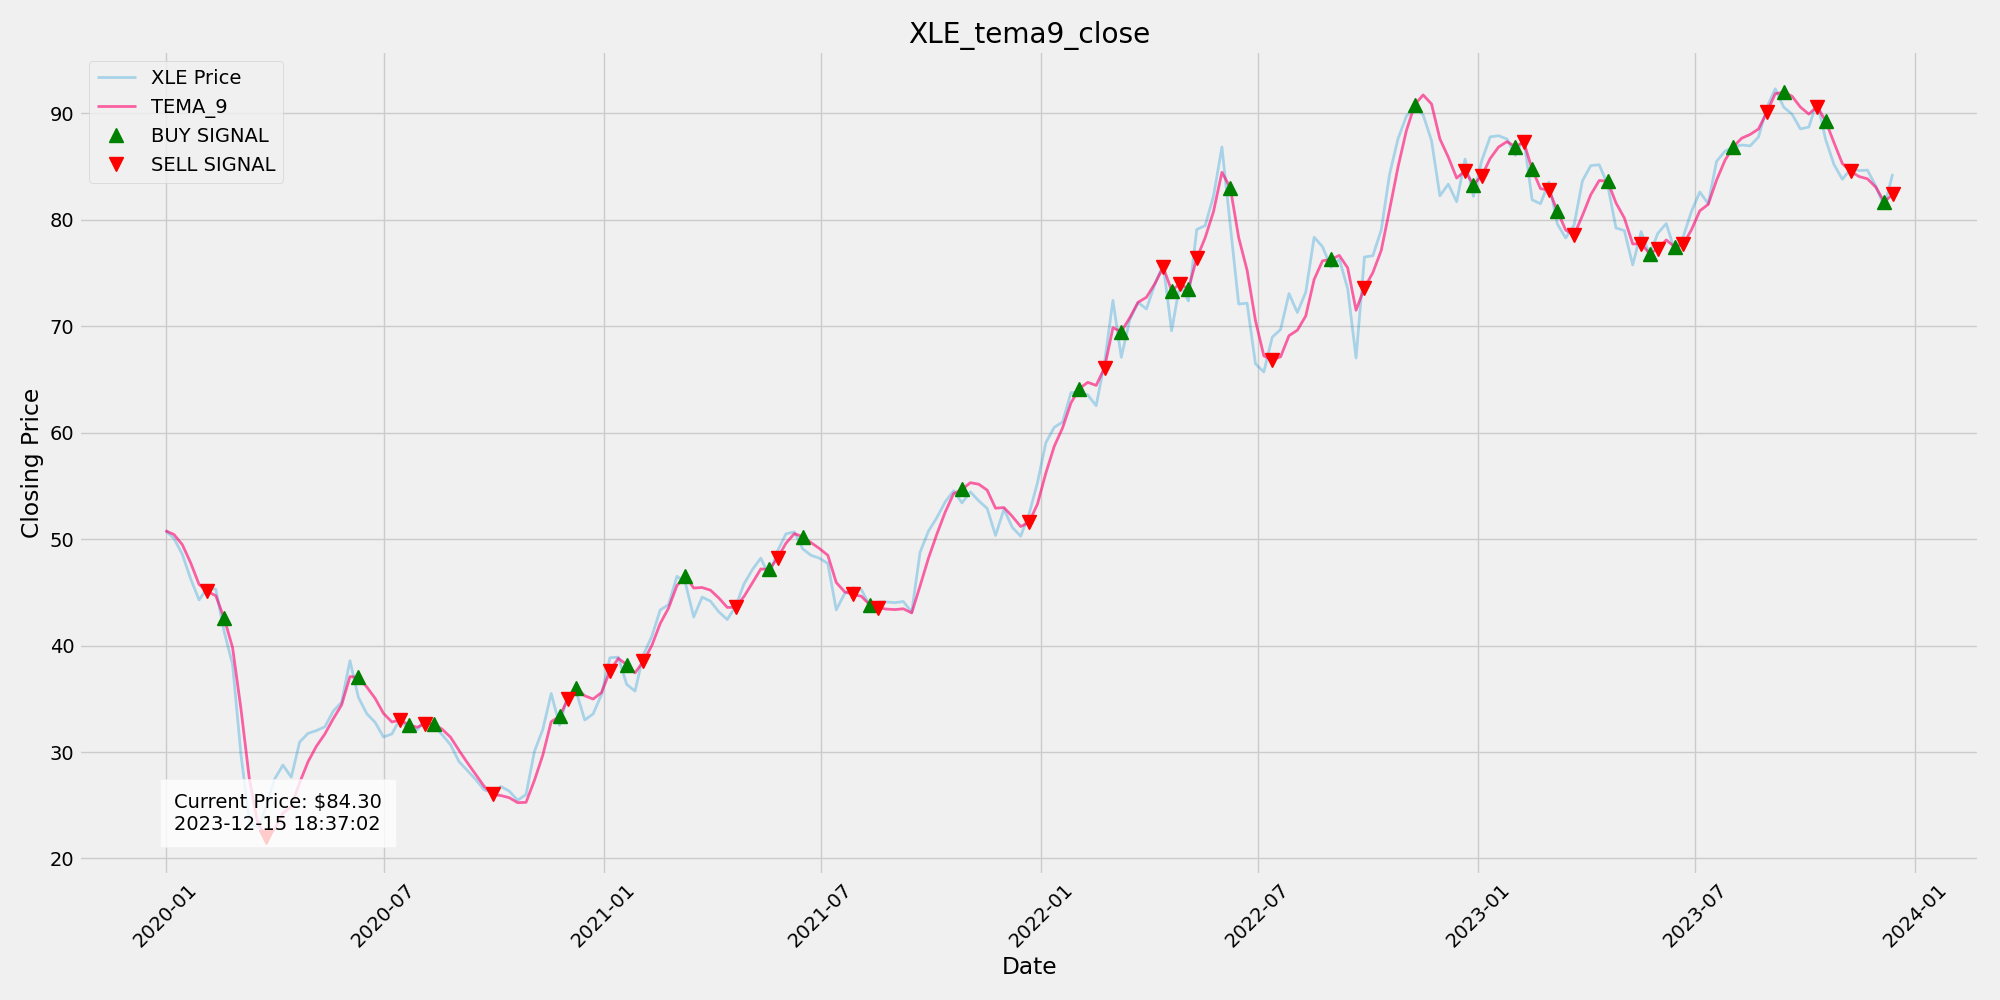 XLE_tema9_close
XLE Price
TEMA_9
BUY SIGNAL
SELL SIGNAL
90
80
70
60
50
40
30
20
Closing Price
Current Price: $84.30
2023-12-15 18:37:02
2020-01
2020-07
2021-01
2021-07
2022-01
2022-07
2023-01
2023-07
2024-01
Date